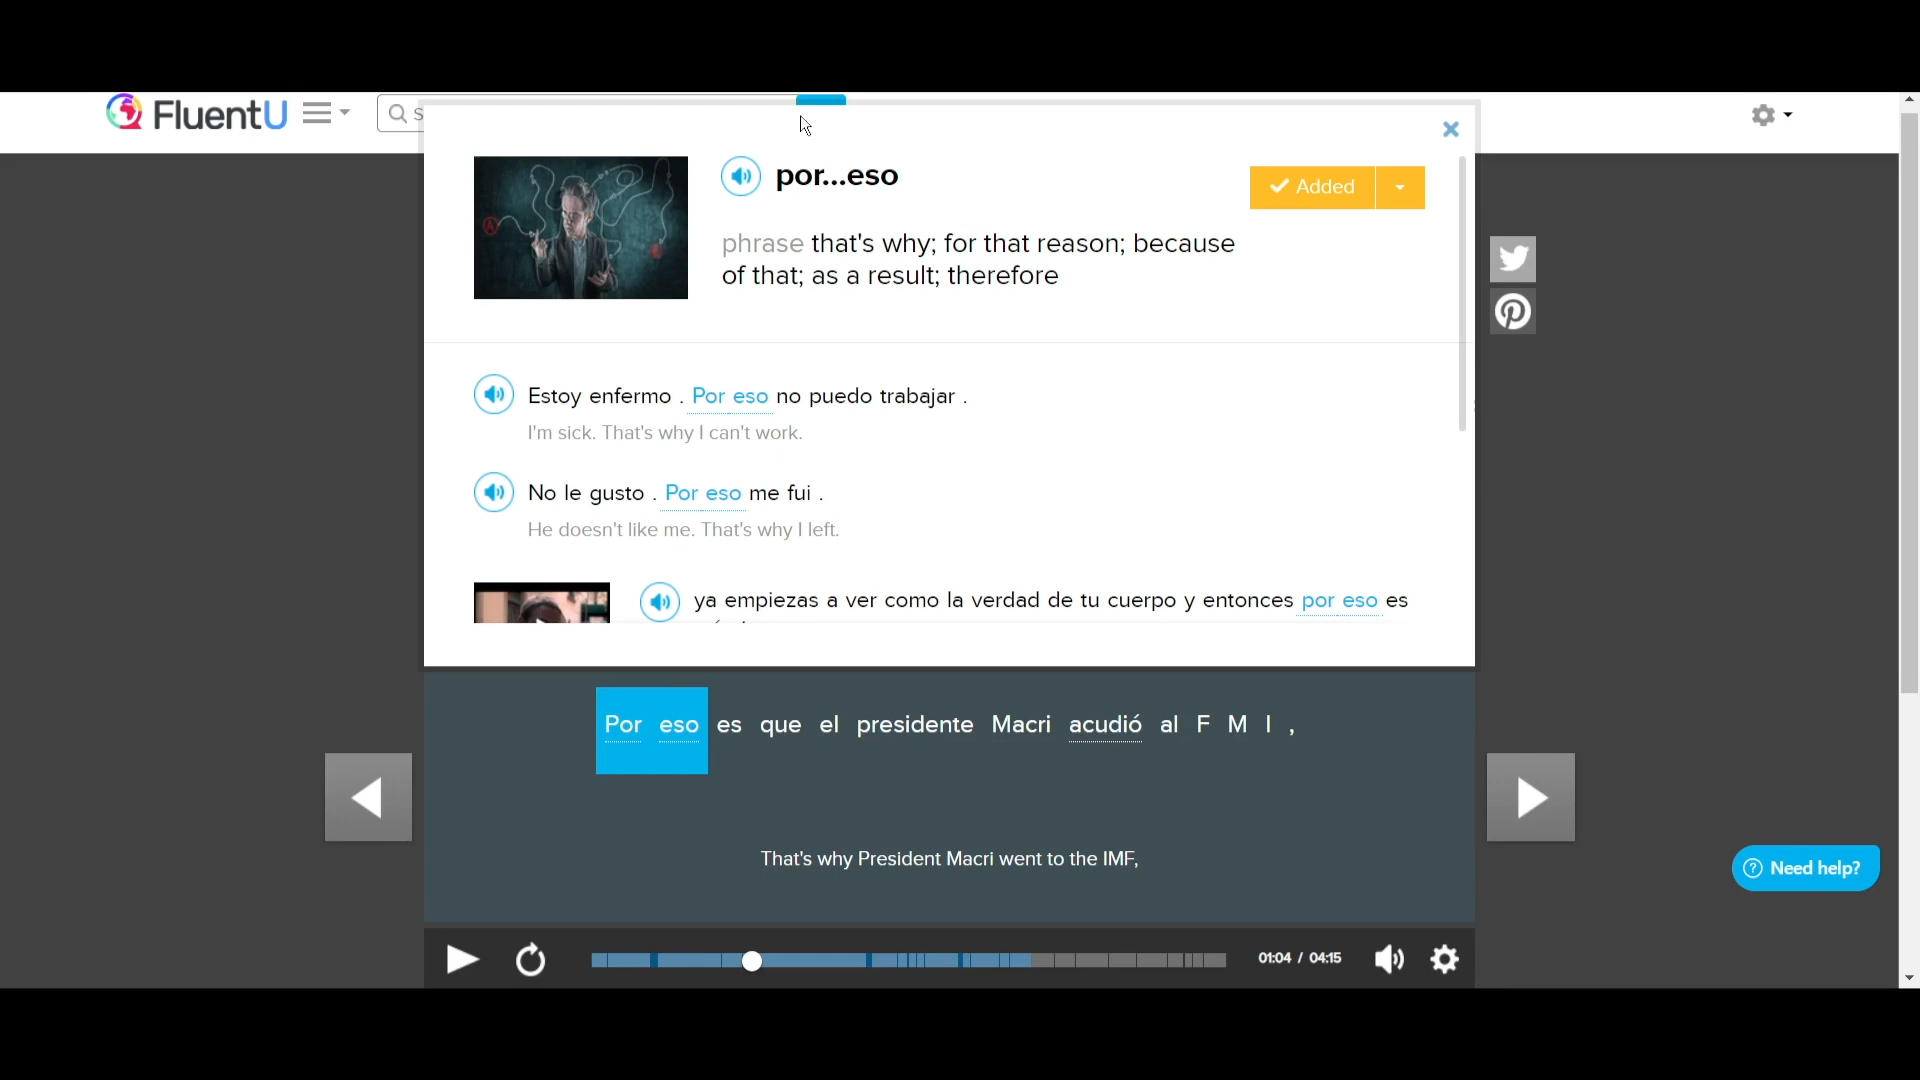 FluentU
S
por...eso
Added
phrase that's why; for that reason; because
of that; as a result; therefore
Estoy enfermo . Por eso no puedo trabajar .
I'm sick. That's why I can't work.
No le gusto . Por eso me fui .
He doesn't like me. That's why I left.
ya empiezas a ver como la verdad de tu cuerpo y entonces por eso es
Por eso es que el presidente Macri acudió al F M I ,
That's why President Macri went to the IMF,
Need help?
01:04 / 04:15